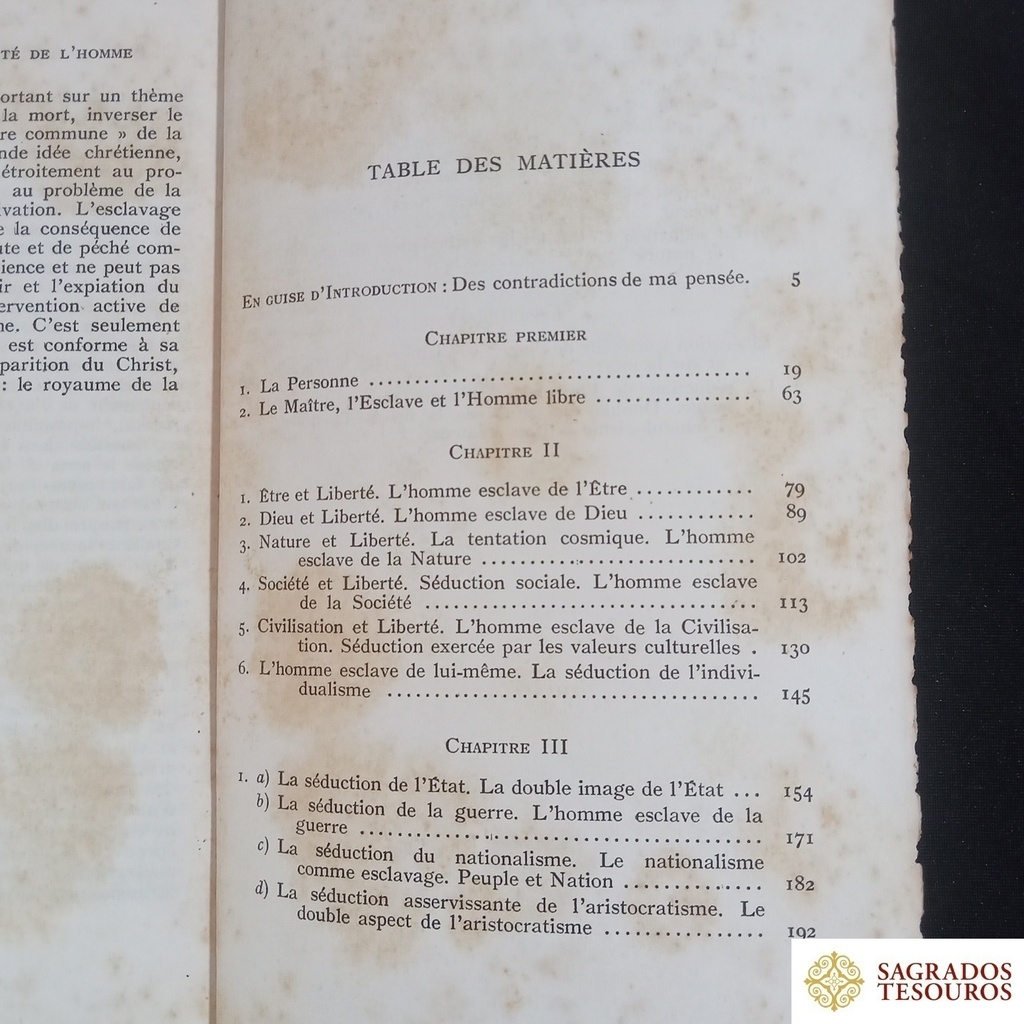 TÉ DE L'HOMME
ortant sur un thème
la mort, inverser le
re commune » de la
nde idée chrétienne,
étroitement au pro-
au problème de la
vation. L'esclavage
e la conséquence de
ute et de péché com-
ience et ne peut pas
ir et l'expiation du
ervention active de
ne. C'est seulement
est conforme à sa
parition du Christ,
: le royaume de la
TABLE DES MATIÈRES
EN GUISE D'INTRODUCTION : Des contradictions de ma pensée. 5
CHAPITRE PREMIER
1. La Personne ........................................ 19
2. Le Maître, l'Esclave et l'Homme libre ................ 63
CHAPITRE II
1. Être et Liberté. L'homme esclave de l'Être ............ 79
2. Dieu et Liberté. L'homme esclave de Dieu ............ 89
3. Nature et Liberté. La tentation cosmique. L'homme
esclave de la Nature ............................ 102
4. Société et Liberté. Séduction sociale. L'homme esclave
de la Société .................................. 113
5. Civilisation et Liberté. L'homme esclave de la Civilisa-
tion. Séduction exercée par les valeurs culturelles . 130
6. L'homme esclave de lui-même. La séduction de l'indivi-
dualisme ...................................... 145
CHAPITRE III
1. a) La séduction de l'État. La double image de l'État ... 154
b) La séduction de la guerre. L'homme esclave de la
guerre ........................................ 171
c) La séduction du nationalisme. Le nationalisme
comme esclavage. Peuple et Nation .............. 182
d) La séduction asservissante de l'aristocratisme. Le
double aspect de l'aristocratisme ................ 192
SAGRADOS
TESOUROS